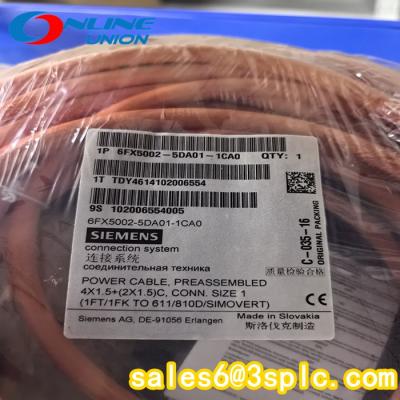 ONLINE
UNION
1P 6FX5002-5DA01-1CA0 QTY: 1
1T TDY4614102006554
9S 102006554005
6FX5002-5DA01-1CA0
SIEMENS
connection system
连接系统
соединительная техника
POWER CABLE, PREASSEMBLED
4X1.5+(2X1.5)C, CONN. SIZE 1
(1FT/1FK TO 611/810D/SIMOVERT)
Siemens AG, DE-91056 Erlangen
C-035-16
ORIGINAL PACKING
质量检验合格
Made in Slovakia
斯洛伐克制造
sales6@3splc.com